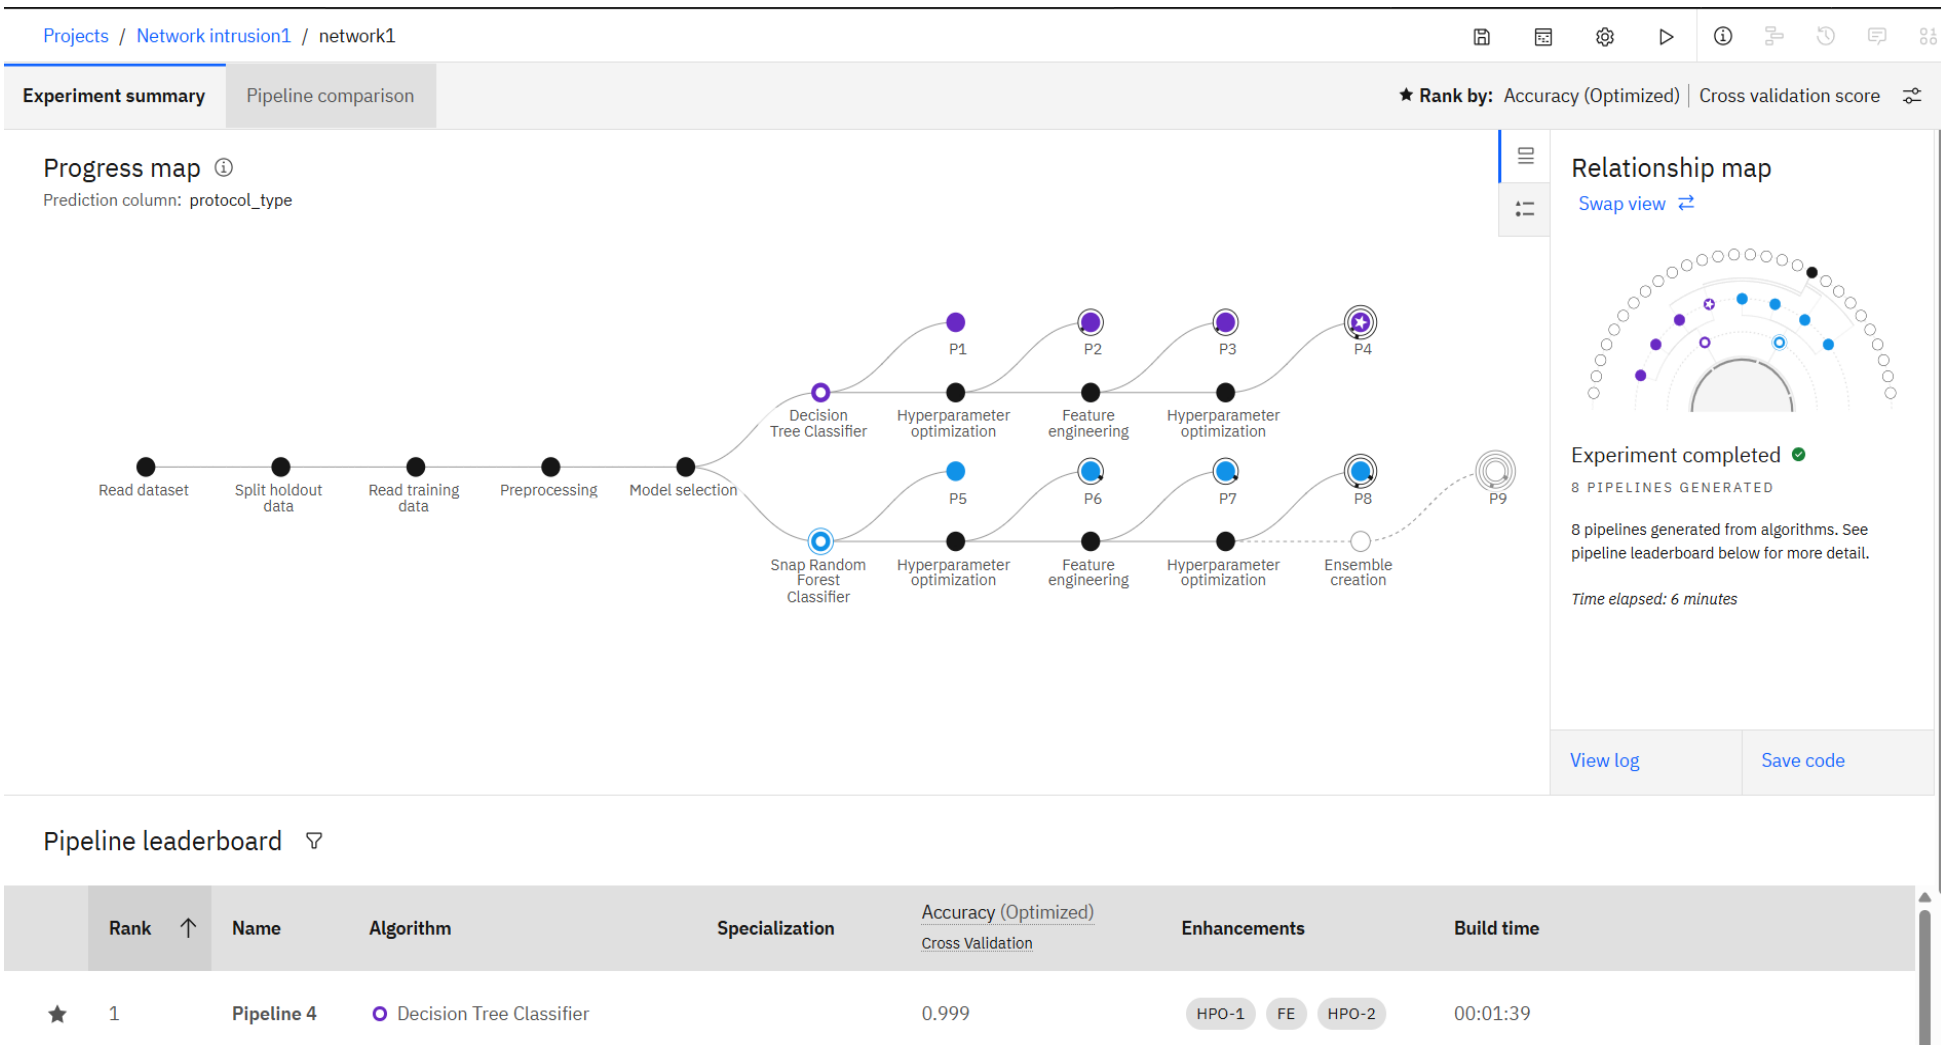 Projects / Network intrusion1 / network1
Experiment summary
Pipeline comparison
Rank by: Accuracy (Optimized) | Cross validation score
Progress map
Prediction column: protocol_type
Relationship map
Swap view
P1
P2
P3
P4
Decision
Tree Classifier
Hyperparameter
optimization
Feature
engineering
Hyperparameter
optimization
Read dataset
Split holdout
data
Read training
data
Preprocessing
Model selection
P5
P6
P7
P8
P9
Snap Random
Forest
Classifier
Hyperparameter
optimization
Feature
engineering
Hyperparameter
optimization
Ensemble
creation
Experiment completed
8 PIPELINES GENERATED
8 pipelines generated from algorithms. See
pipeline leaderboard below for more detail.
Time elapsed: 6 minutes
View log
Save code
Pipeline leaderboard
Rank
Name
Algorithm
Specialization
Accuracy (Optimized)
Cross Validation
Enhancements
Build time
1
Pipeline 4
Decision Tree Classifier
0.999
HPO-1
FE
HPO-2
00:01:39